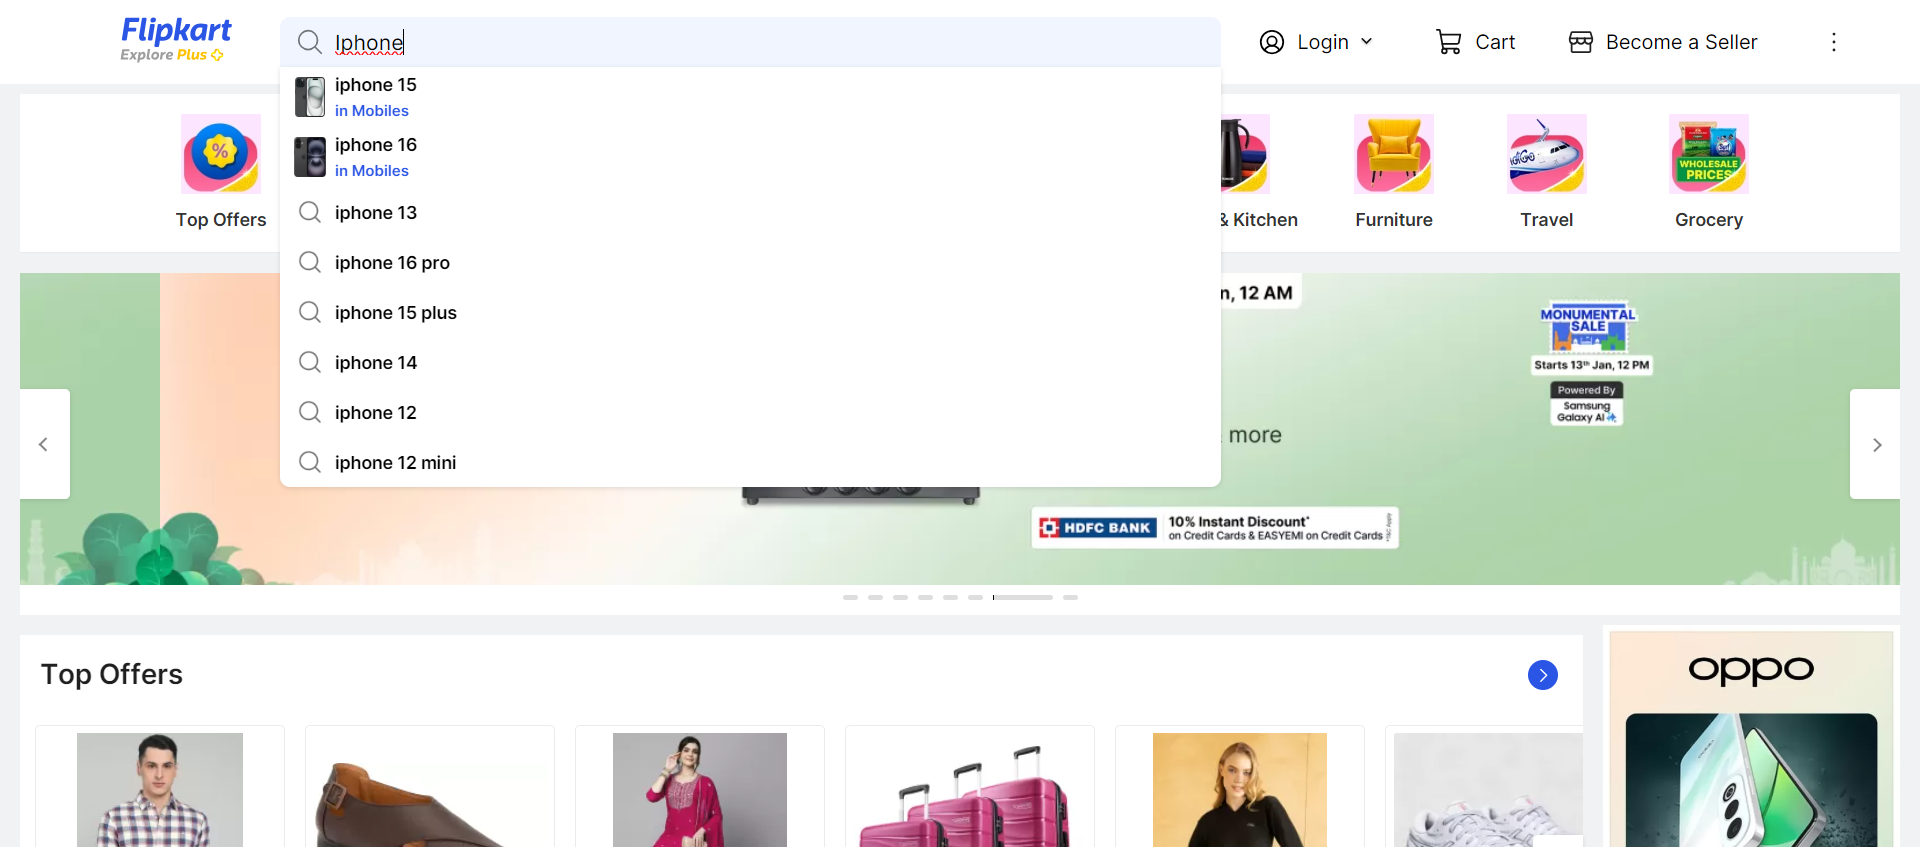 Flipkart
Explore Plus
Iphone
Login
Cart
Become a Seller
iphone 15
in Mobiles
iphone 16
in Mobiles
iphone 13
iphone 16 pro
iphone 15 plus
iphone 14
iphone 12
iphone 12 mini
%
Top Offers
& Kitchen
Furniture
IndiGo
Travel
WHOLESALE
PRICES
Grocery
n, 12 AM
MONUMENTAL
SALE
Starts 13th Jan, 12 PM
Powered By
Samsung
Galaxy AI
more
HDFC BANK
10% Instant Discount*
on Credit Cards & EASYEMI on Credit Cards
*T&C Apply
Top Offers
oppo